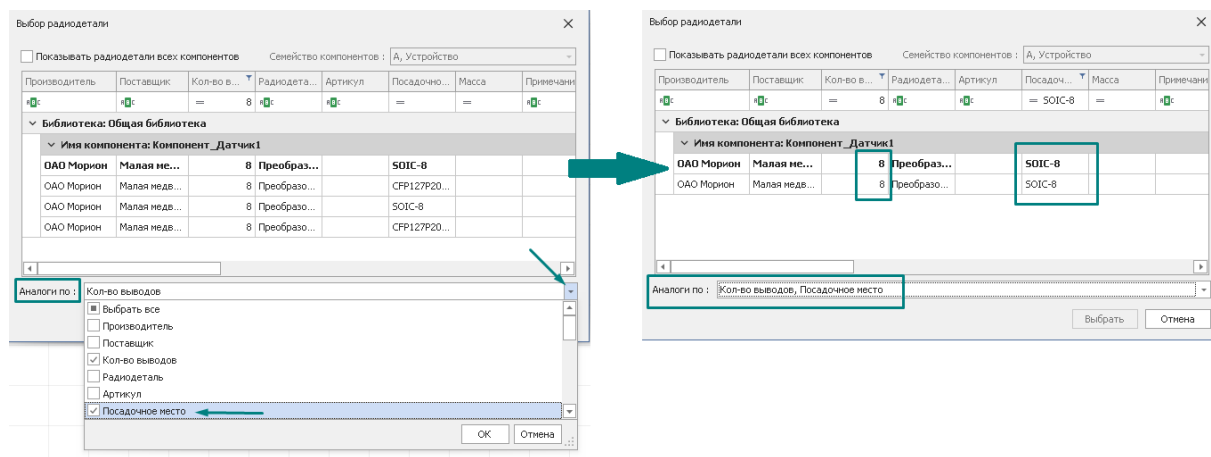 Выбор радиодетали
Показывать радиодетали всех компонентов Семейство компонентов : А, Устройство
Производитель Поставщик Кол-во в... Радиодета... Артикул Посадочно... Масса Примечани
= 8 = =
Библиотека: Общая библиотека
Имя компонента: Компонент_Датчик1
ОАО Морион Малая ме... 8 Преобраз... SOIC-8
ОАО Морион Малая медв... 8 Преобразо... CFP127P20...
ОАО Морион Малая медв... 8 Преобразо... SOIC-8
ОАО Морион Малая медв... 8 Преобразо... CFP127P20...
Аналоги по : Кол-во выводов
Выбрать все
Производитель
Поставщик
Кол-во выводов
Радиодеталь
Артикул
Посадочное место
ОК Отмена
Выбор радиодетали
Показывать радиодетали всех компонентов Семейство компонентов : А, Устройство
Производитель Поставщик Кол-во в... Радиодета... Артикул Посадоч... Масса Примечани
= 8 = SOIC-8 =
Библиотека: Общая библиотека
Имя компонента: Компонент_Датчик1
ОАО Морион Малая ме... 8 Преобраз... SOIC-8
ОАО Морион Малая медв... 8 Преобразо... SOIC-8
Аналоги по : Кол-во выводов, Посадочное место
Выбрать Отмена